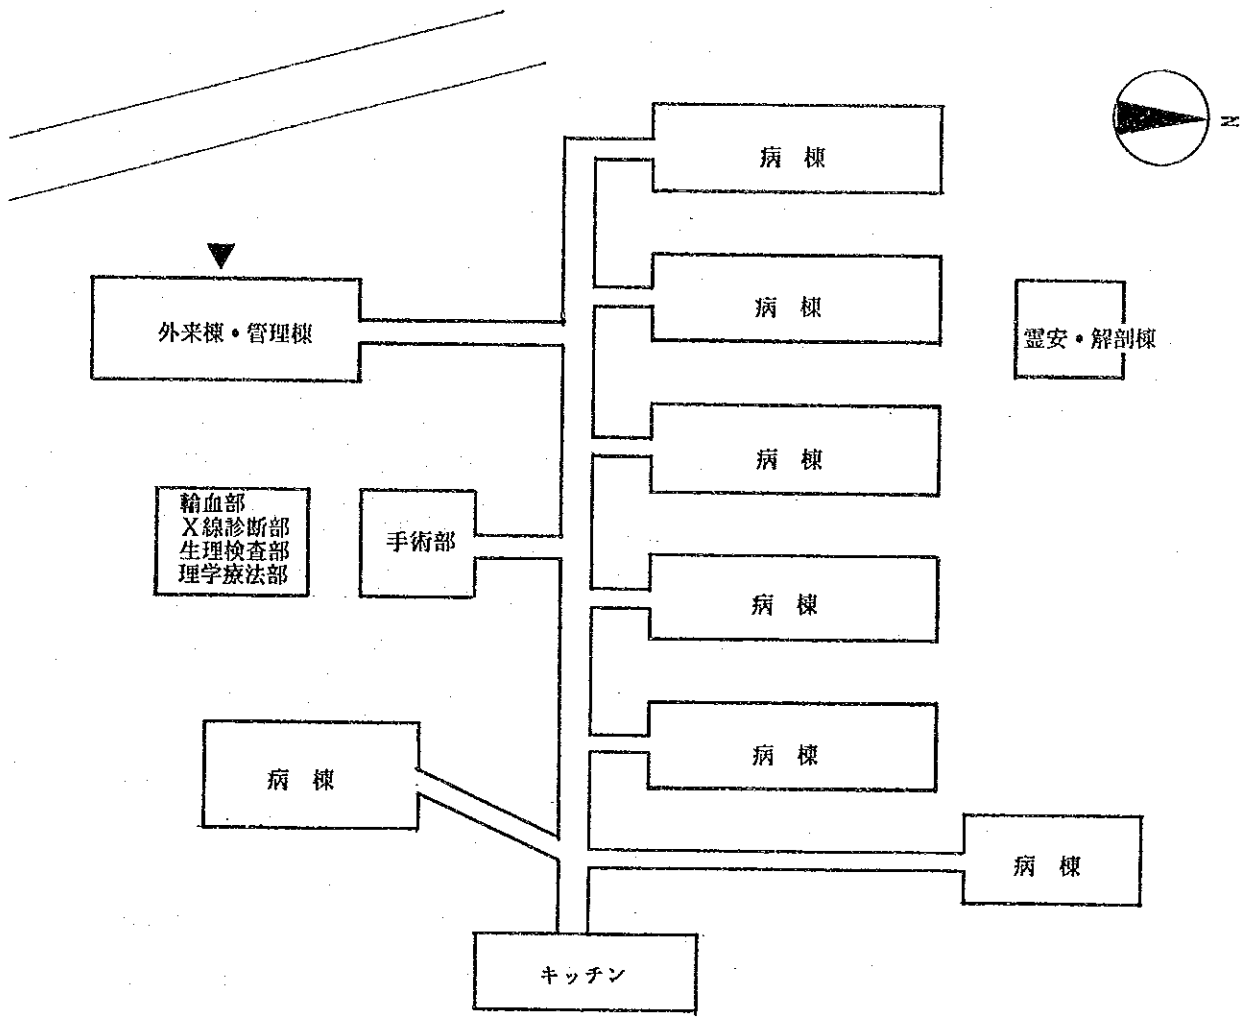 N
病棟
病棟
外来棟・管理棟
霊安・解剖棟
病棟
輸血部
X線診断部
生理検査部
理学療法部
手術部
病棟
病棟
病棟
病棟
キッチン